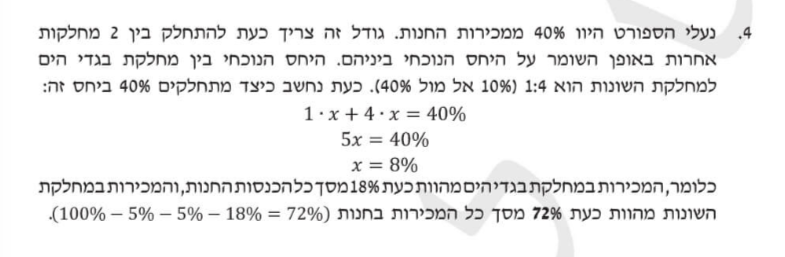 4. נעלי הספורט היוו 40% ממכירות החנות. גודל זה צריך כעת להתחלק בין 2 מחלקות
אחרות באופן השומר על היחס הנוכחי ביניהם. היחס הנוכחי בין מחלקת בגדי הים
למחלקת השונות הוא 1:4 (10% אל מול 40%). כעת נחשב כיצד מתחלקים 40% ביחס זה:
1 · x + 4 · x = 40%
5x = 40%
x = 8%
כלומר, המכירות במחלקת בגדי הים מהוות כעת 18% מסך כל הכנסות החנות, והמכירות במחלקת
השונות מהוות כעת 72% מסך כל המכירות בחנות (100% − 5% − 5% − 18% = 72%).